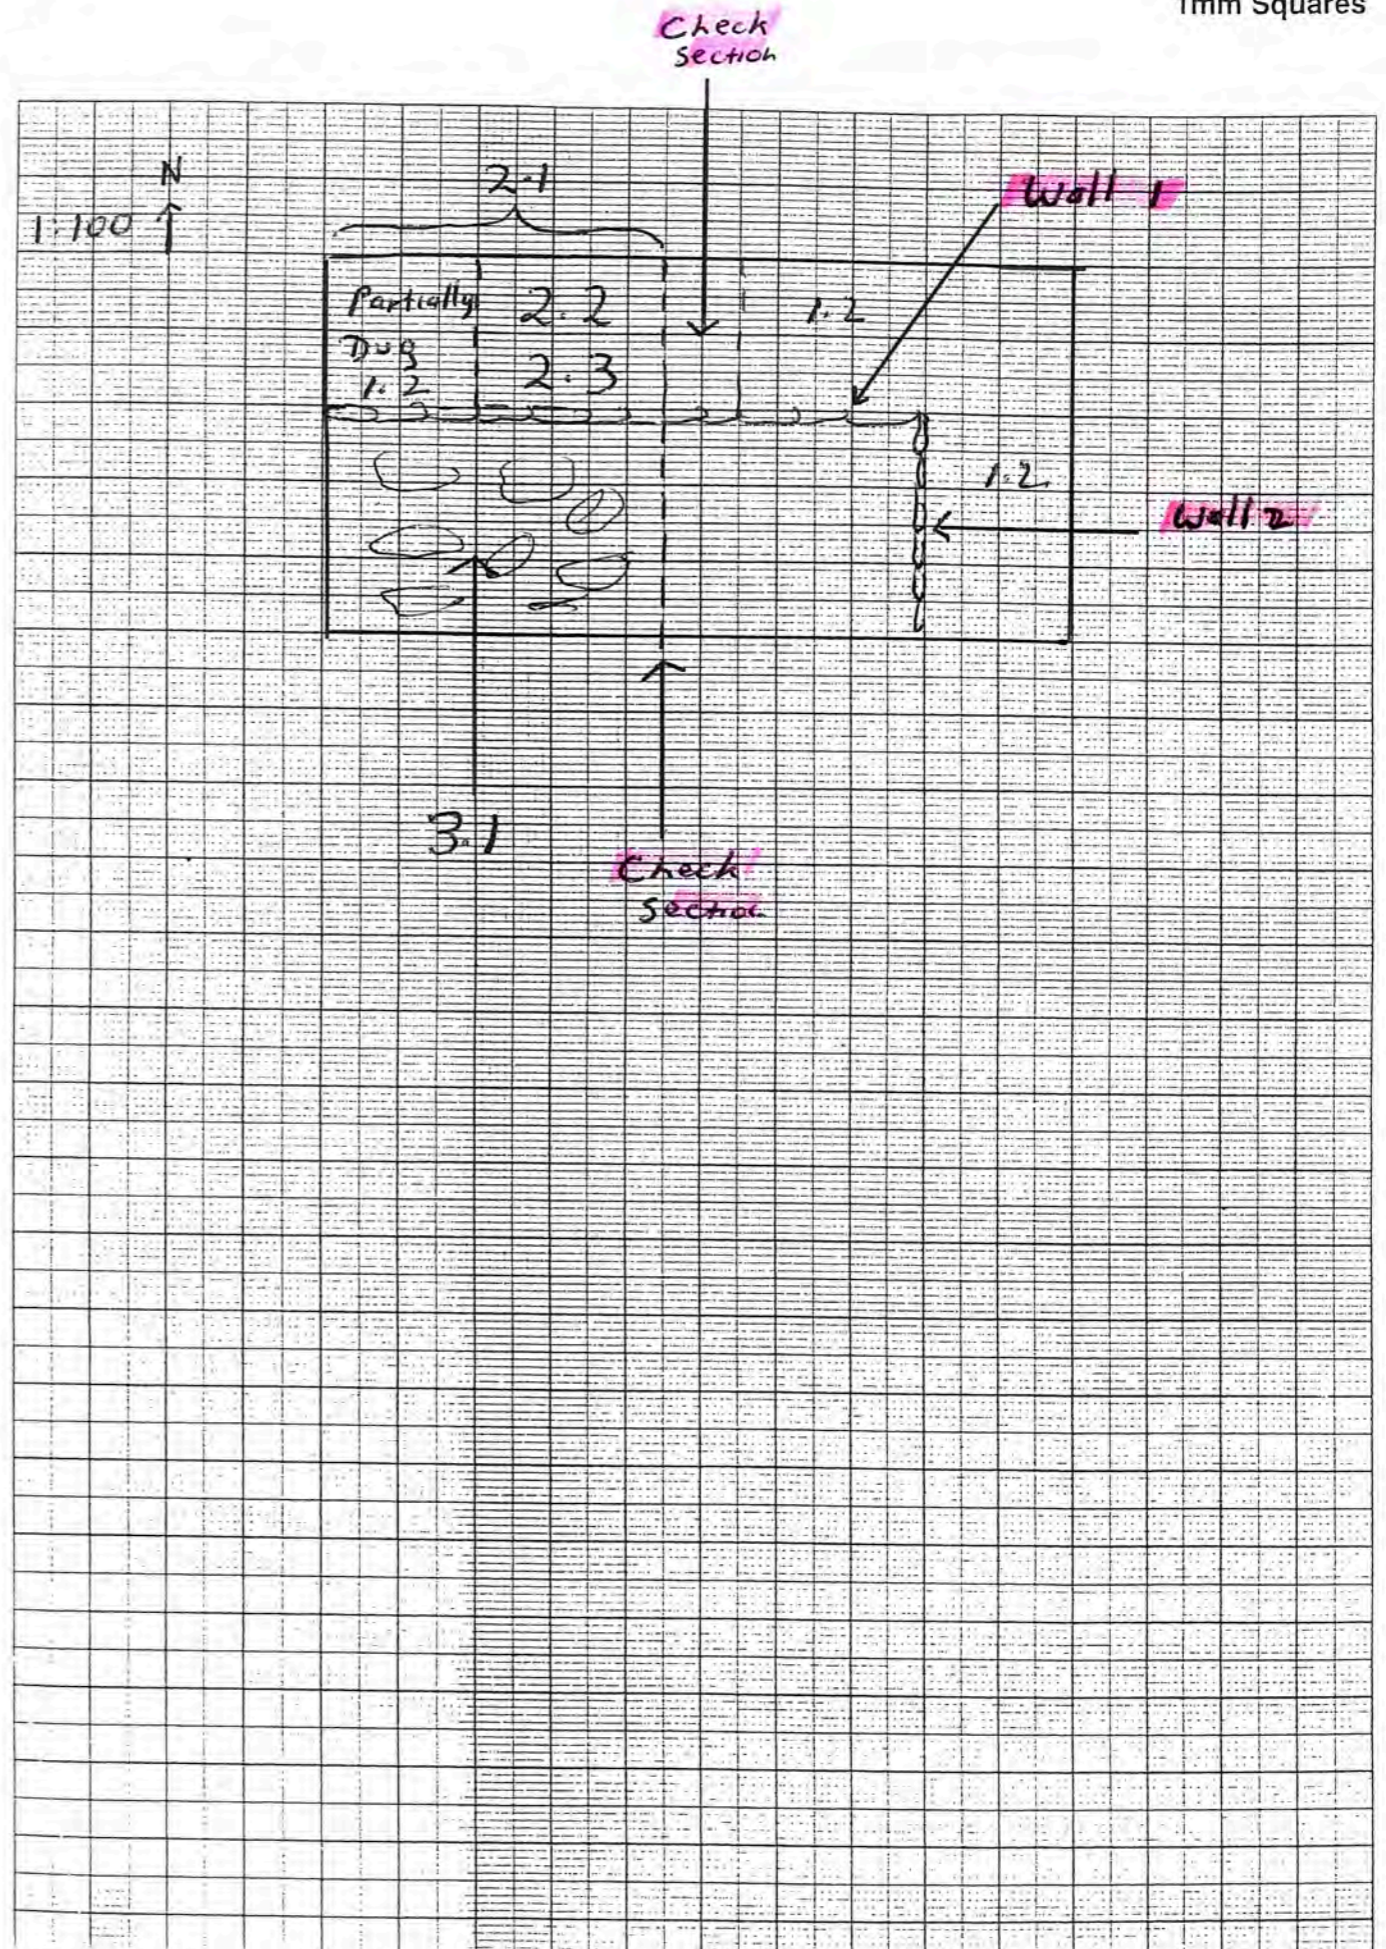 1mm Squares
Check
Section
N
1:100
2.1
Wall 1
Partially
Dug
1.2
2.2
2.3
1.2
1.2.
Wall 2
3.1
Check
Section